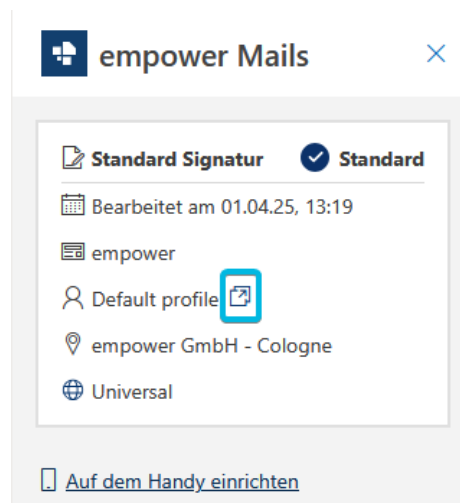 empower Mails
Standard Signatur Standard
Bearbeitet am 01.04.25, 13:19
empower
Default profile
empower GmbH - Cologne
Universal
Auf dem Handy einrichten